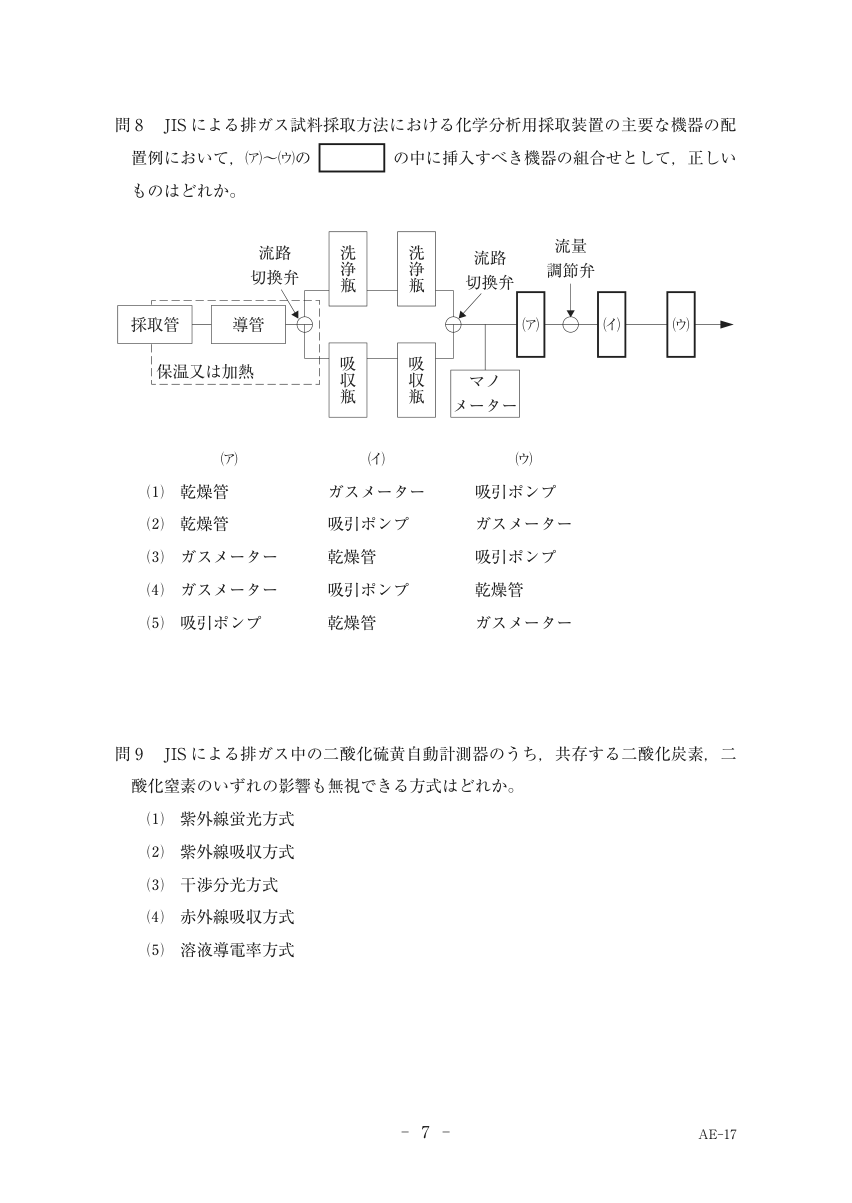 問8　JISによる排ガス試料採取方法における化学分析用採取装置の主要な機器の配
置例において，㋐～㋒の　　　　の中に挿入すべき機器の組合せとして，正しい
ものはどれか。
流路
切換弁
洗浄瓶
洗浄瓶
流路
切換弁
流量
調節弁
採取管
導管
(ア)
(イ)
(ウ)
保温又は加熱
吸収瓶
吸収瓶
マノ
メーター
(ア)　(イ)　(ウ)
(1)　乾燥管　ガスメーター　吸引ポンプ
(2)　乾燥管　吸引ポンプ　ガスメーター
(3)　ガスメーター　乾燥管　吸引ポンプ
(4)　ガスメーター　吸引ポンプ　乾燥管
(5)　吸引ポンプ　乾燥管　ガスメーター
問9　JISによる排ガス中の二酸化硫黄自動計測器のうち，共存する二酸化炭素，二
酸化窒素のいずれの影響も無視できる方式はどれか。
(1)　紫外線蛍光方式
(2)　紫外線吸収方式
(3)　干渉分光方式
(4)　赤外線吸収方式
(5)　溶液導電率方式
－ 7 －
AE-17